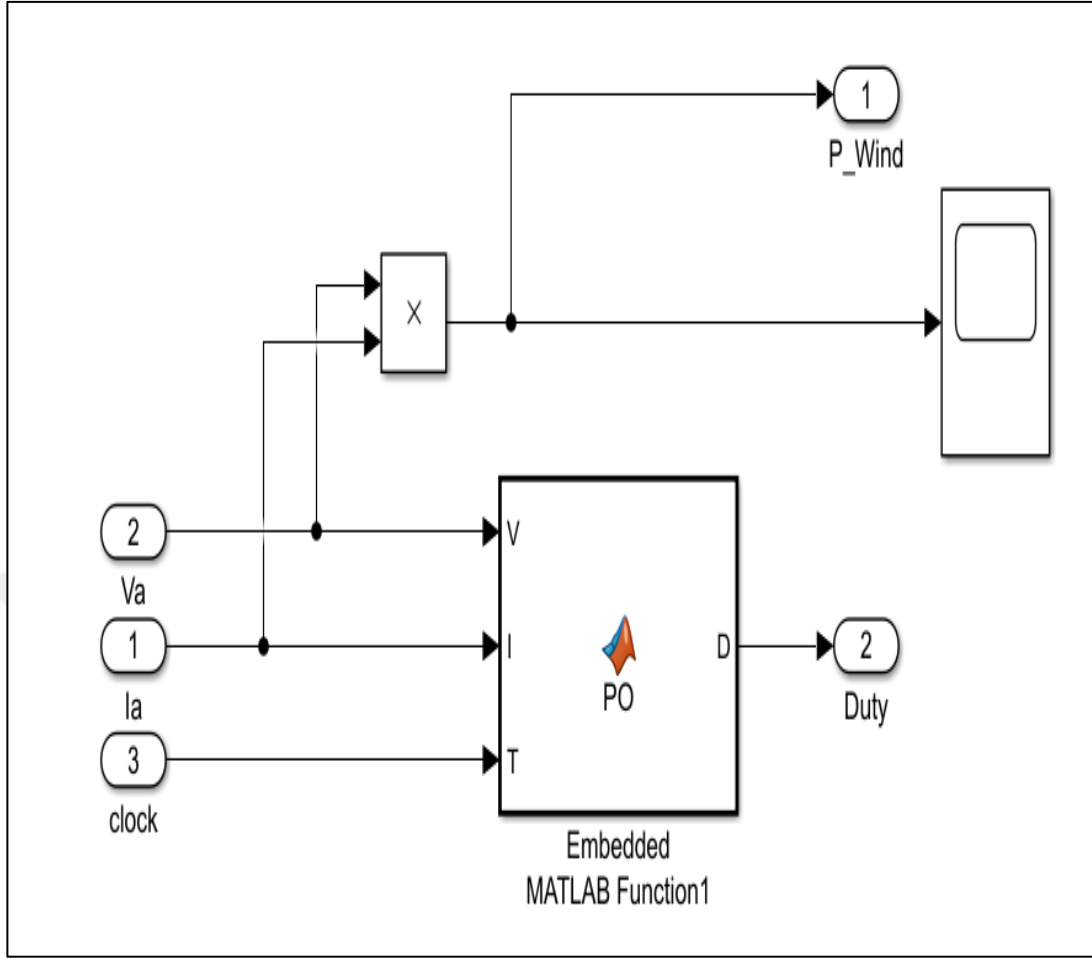 1
P_Wind
×
2
Va
V
1
Ia
I
PO
D
2
Duty
3
clock
T
Embedded
MATLAB Function1